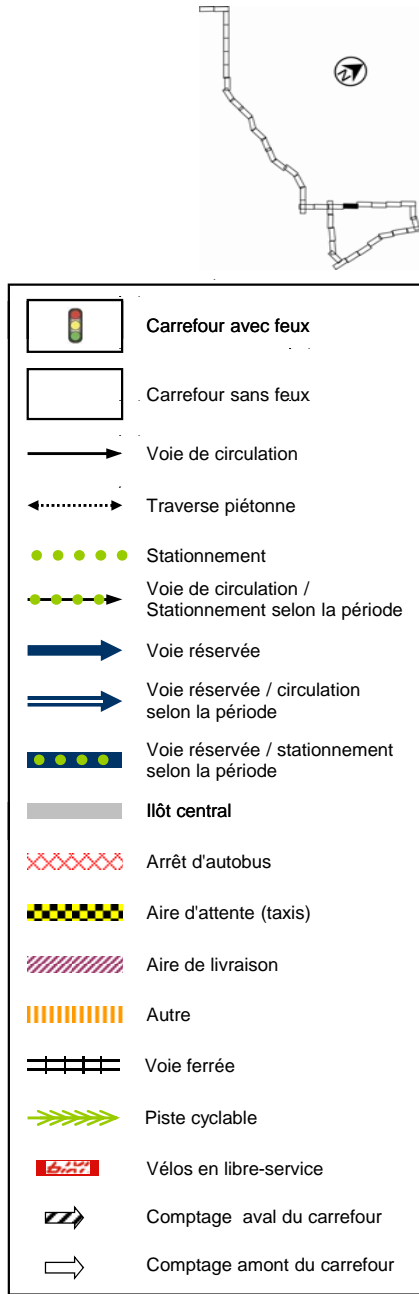 Carrefour avec feux
Carrefour sans feux
Voie de circulation
Traverse piétonne
Stationnement
Voie de circulation /
Stationnement selon la période
Voie réservée
Voie réservée / circulation
selon la période
Voie réservée / stationnement
selon la période
Ilôt central
Arrêt d'autobus
Aire d'attente (taxis)
Aire de livraison
Autre
Voie ferrée
Piste cyclable
Vélos en libre-service
Comptage aval du carrefour
Comptage amont du carrefour